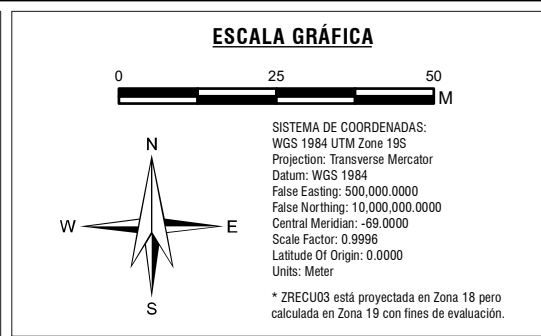 ESCALA GRÁFICA
0 25 50
M
SISTEMA DE COORDENADAS:
WGS 1984 UTM Zone 19S
Projection: Transverse Mercator
Datum: WGS 1984
False Easting: 500,000.0000
False Northing: 10,000,000.0000
Central Meridian: -69.0000
Scale Factor: 0.9996
Latitude Of Origin: 0.0000
Units: Meter
* ZRECU03 está proyectada en Zona 18 pero
calculada en Zona 19 con fines de evaluación.
N
W E
S